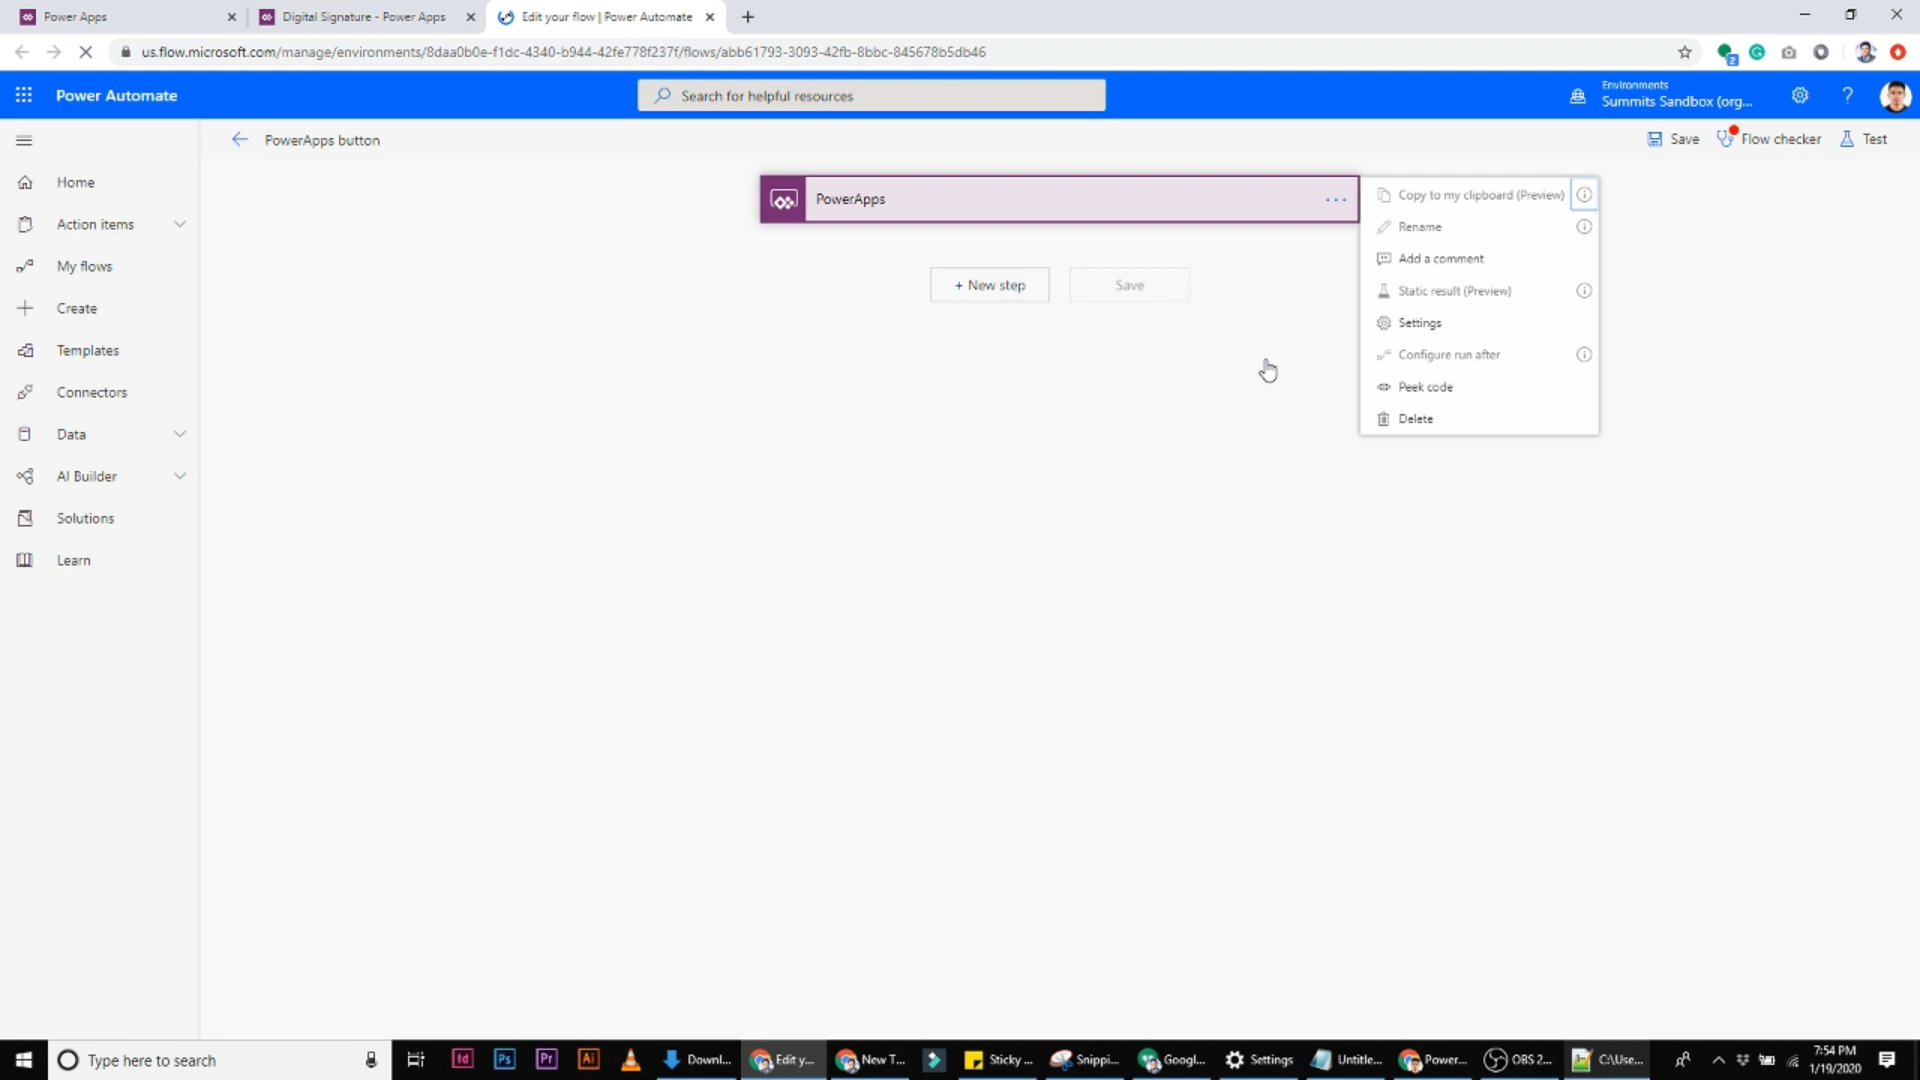 Power Apps
Digital Signature - Power Apps
Edit your flow | Power Automate
us.flow.microsoft.com/manage/environments/8daa0b0e-f1dc-4340-b944-42fe778f237f/flows/abb61793-3093-42fb-8bbc-845678b5db46
2
Power Automate
Search for helpful resources
Environments
Summits Sandbox (org...
?
PowerApps button
Save
Flow checker
Test
Home
Action items
My flows
Create
Templates
Connectors
Data
AI Builder
Solutions
Learn
PowerApps
...
+ New step
Save
Copy to my clipboard (Preview)
Rename
Add a comment
Static result (Preview)
Settings
Configure run after
Peek code
Delete
Type here to search
Id
Ps
Pr
Ai
Downl...
Edit y...
New T...
Sticky ...
Snippi...
Googl...
Settings
Untitle...
Power...
OBS 2...
C:\Use...
7:54 PM
1/19/2020